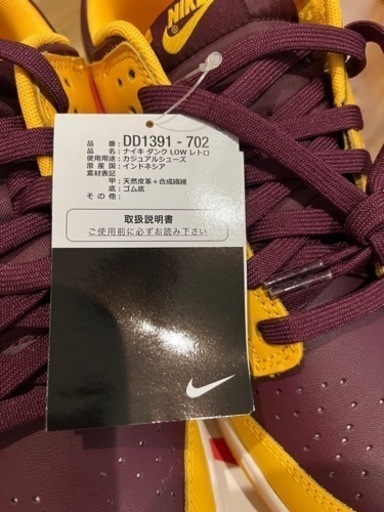 NIKE
品番: DD1391 - 702
品名: ナイキ ダンク LOW レトロ
使用用途: カジュアルシューズ
原産国: インドネシア
素材表記
甲: 天然皮革+合成繊維
底: ゴム底
その他:
取扱説明書
ご使用前に必ずお読み下さい